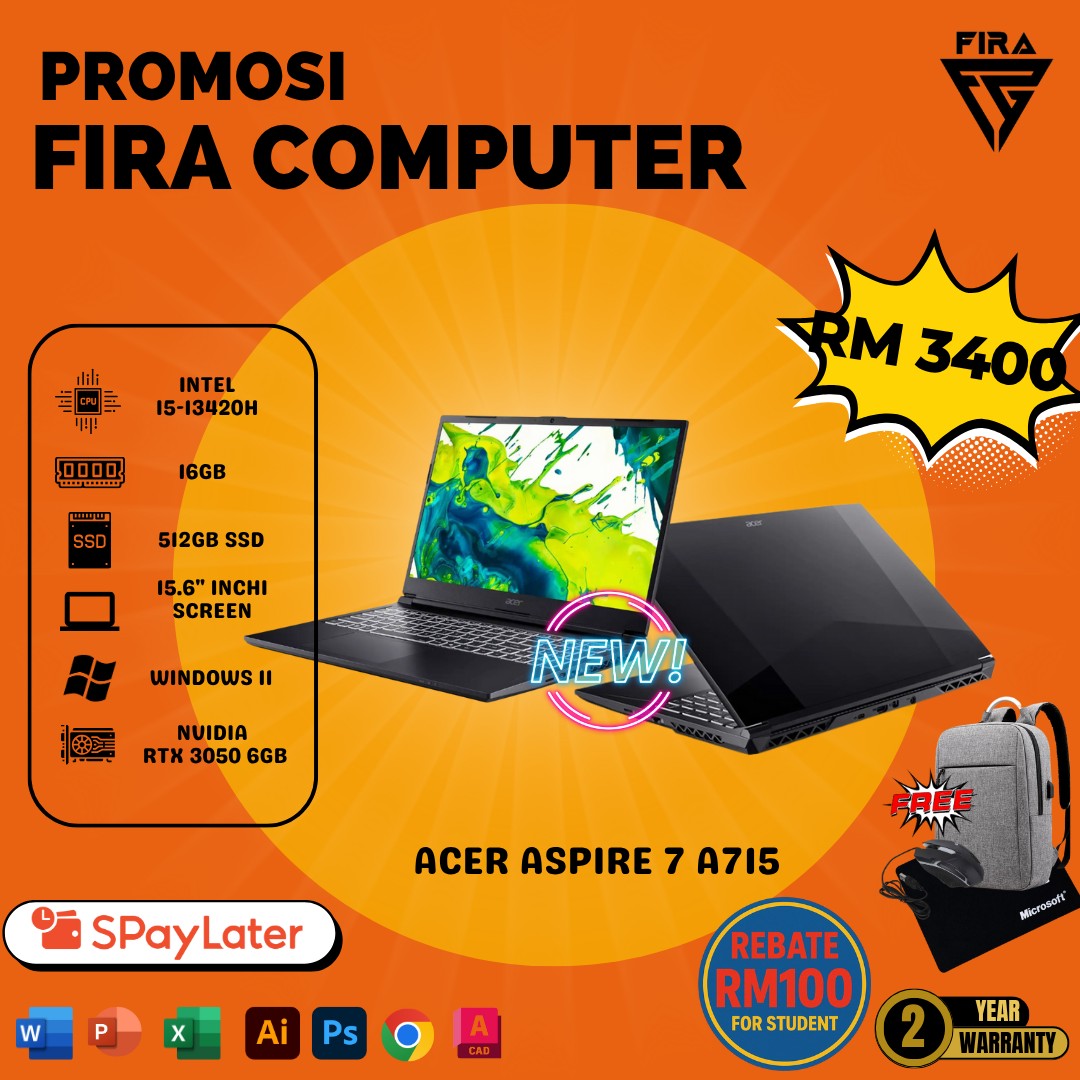 PROMOSI
FIRA COMPUTER
FIRA
RM 3400
CPU
INTEL
I5-13420H
16GB
SSD
512GB SSD
15.6" INCHI
SCREEN
WINDOWS 11
NVIDIA
RTX 3050 6GB
acer
acer
NEW!
FREE
Microsoft
ACER ASPIRE 7 A715
SPayLater
REBATE
RM100
FOR STUDENT
2 YEAR
WARRANTY
W
P
X
Ai
Ps
A
CAD